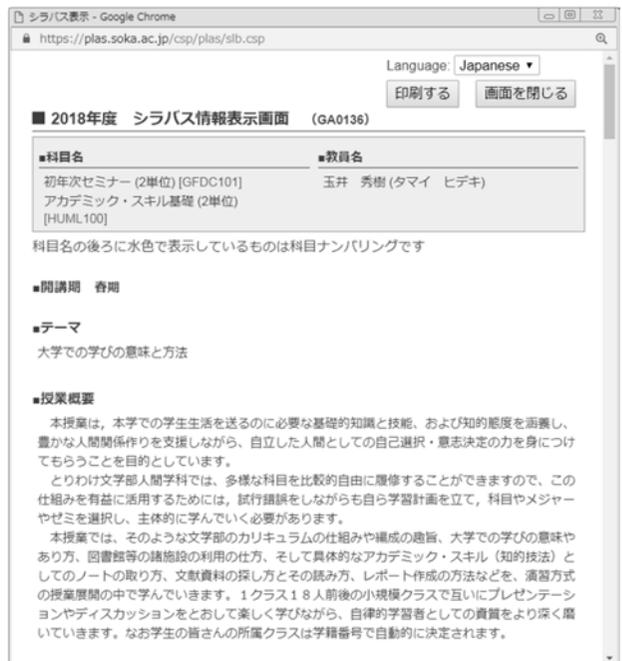 シラバス表示 - Google Chrome
https://plas.soka.ac.jp/csp/plas/slb.csp
Language: Japanese ▼
印刷する 画面を閉じる
■ 2018年度 シラバス情報表示画面 (GA0136)
■科目名 ■教員名
初年次セミナー (2単位) [GFDC101] 玉井 秀樹 (タマイ ヒデキ)
アカデミック・スキル基礎 (2単位)
[HUML100]
科目名の後ろに水色で表示しているものは科目ナンバリングです
■開講期 春期
■テーマ
大学での学びの意味と方法
■授業概要
本授業は，本学での学生生活を送るのに必要な基礎的知識と技能、および知的態度を涵養し、
豊かな人間関係作りを支援しながら、自立した人間としての自己選択・意志決定の力を身につけ
てもらうことを目的としています。
とりわけ文学部人間学科では、多様な科目を比較的自由に履修することができますので、この
仕組みを有益に活用するためには，試行錯誤をしながらも自ら学習計画を立て，科目やメジャー
やゼミを選択し、主体的に学んでいく必要があります。
本授業では、そのような文学部のカリキュラムの仕組みや編成の趣旨、大学での学びの意味や
あり方、図書館等の諸施設の利用の仕方、そして具体的なアカデミック・スキル（知的技法）と
してのノートの取り方、文献資料の探し方とその読み方、レポート作成の方法などを、演習方式
の授業展開の中で学んでいきます。１クラス１８人前後の小規模クラスで互いにプレゼンテーシ
ョンやディスカッションをとおして楽しく学びながら、自律的学習者としての資質をより深く磨
いていきます。なお学生の皆さんの所属クラスは学籍番号で自動的に決定されます。